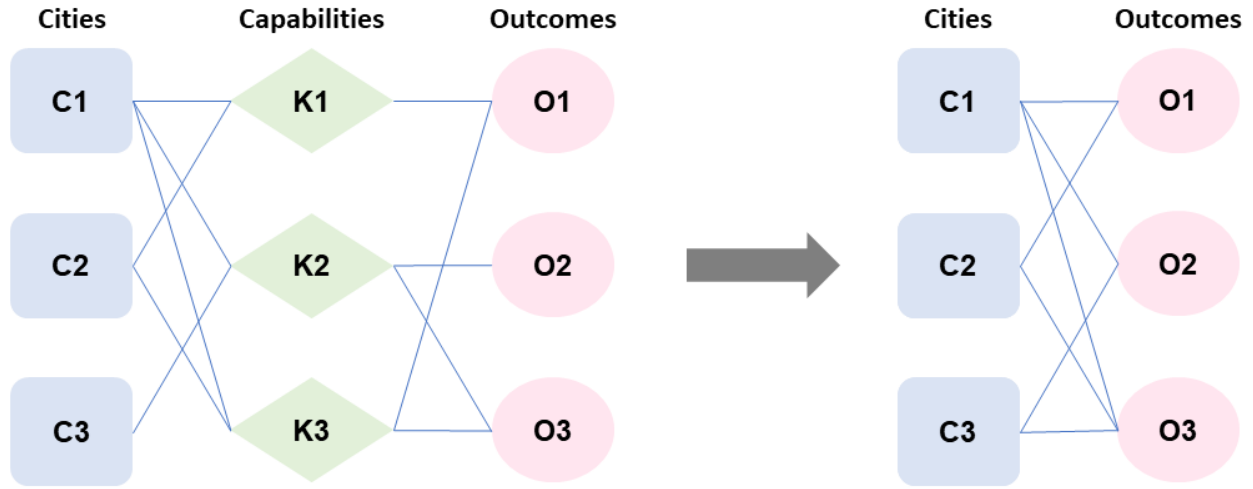 Cities Capabilities Outcomes Cities Outcomes
C1 K1 O1 C1 O1
C2 K2 O2 C2 O2
C3 K3 O3 C3 O3